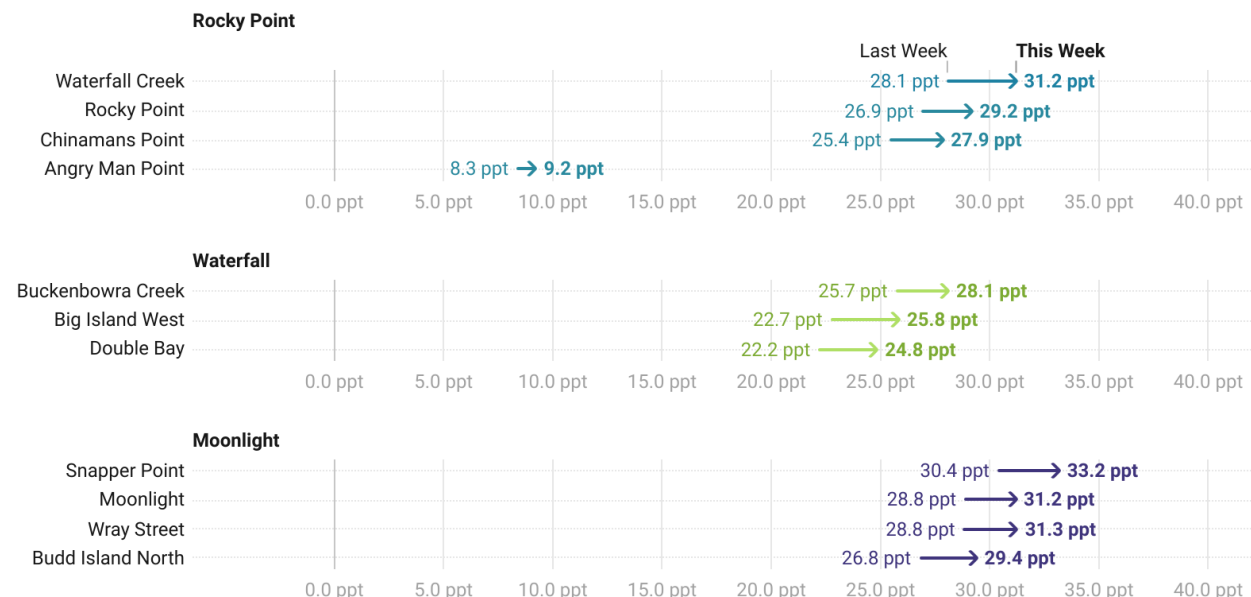 Rocky Point
Last Week This Week
Waterfall Creek 28.1 ppt 31.2 ppt
Rocky Point 26.9 ppt 29.2 ppt
Chinamans Point 25.4 ppt 27.9 ppt
Angry Man Point 8.3 ppt 9.2 ppt
0.0 ppt 5.0 ppt 10.0 ppt 15.0 ppt 20.0 ppt 25.0 ppt 30.0 ppt 35.0 ppt 40.0 ppt
Waterfall
Buckenbowra Creek 25.7 ppt 28.1 ppt
Big Island West 22.7 ppt 25.8 ppt
Double Bay 22.2 ppt 24.8 ppt
0.0 ppt 5.0 ppt 10.0 ppt 15.0 ppt 20.0 ppt 25.0 ppt 30.0 ppt 35.0 ppt 40.0 ppt
Moonlight
Snapper Point 30.4 ppt 33.2 ppt
Moonlight 28.8 ppt 31.2 ppt
Wray Street 28.8 ppt 31.3 ppt
Budd Island North 26.8 ppt 29.4 ppt
0.0 ppt 5.0 ppt 10.0 ppt 15.0 ppt 20.0 ppt 25.0 ppt 30.0 ppt 35.0 ppt 40.0 ppt